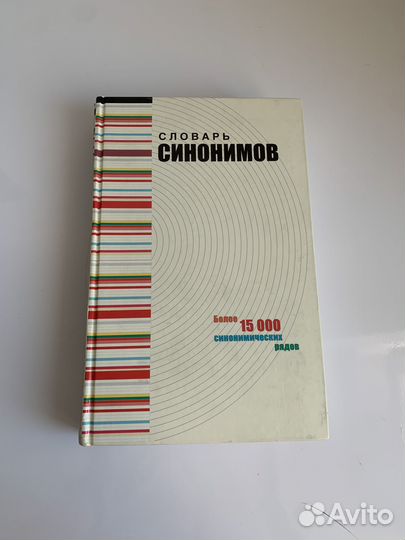 СЛОВАРЬ
СИНОНИМОВ
Более
15 000
синонимических
рядов
Avito